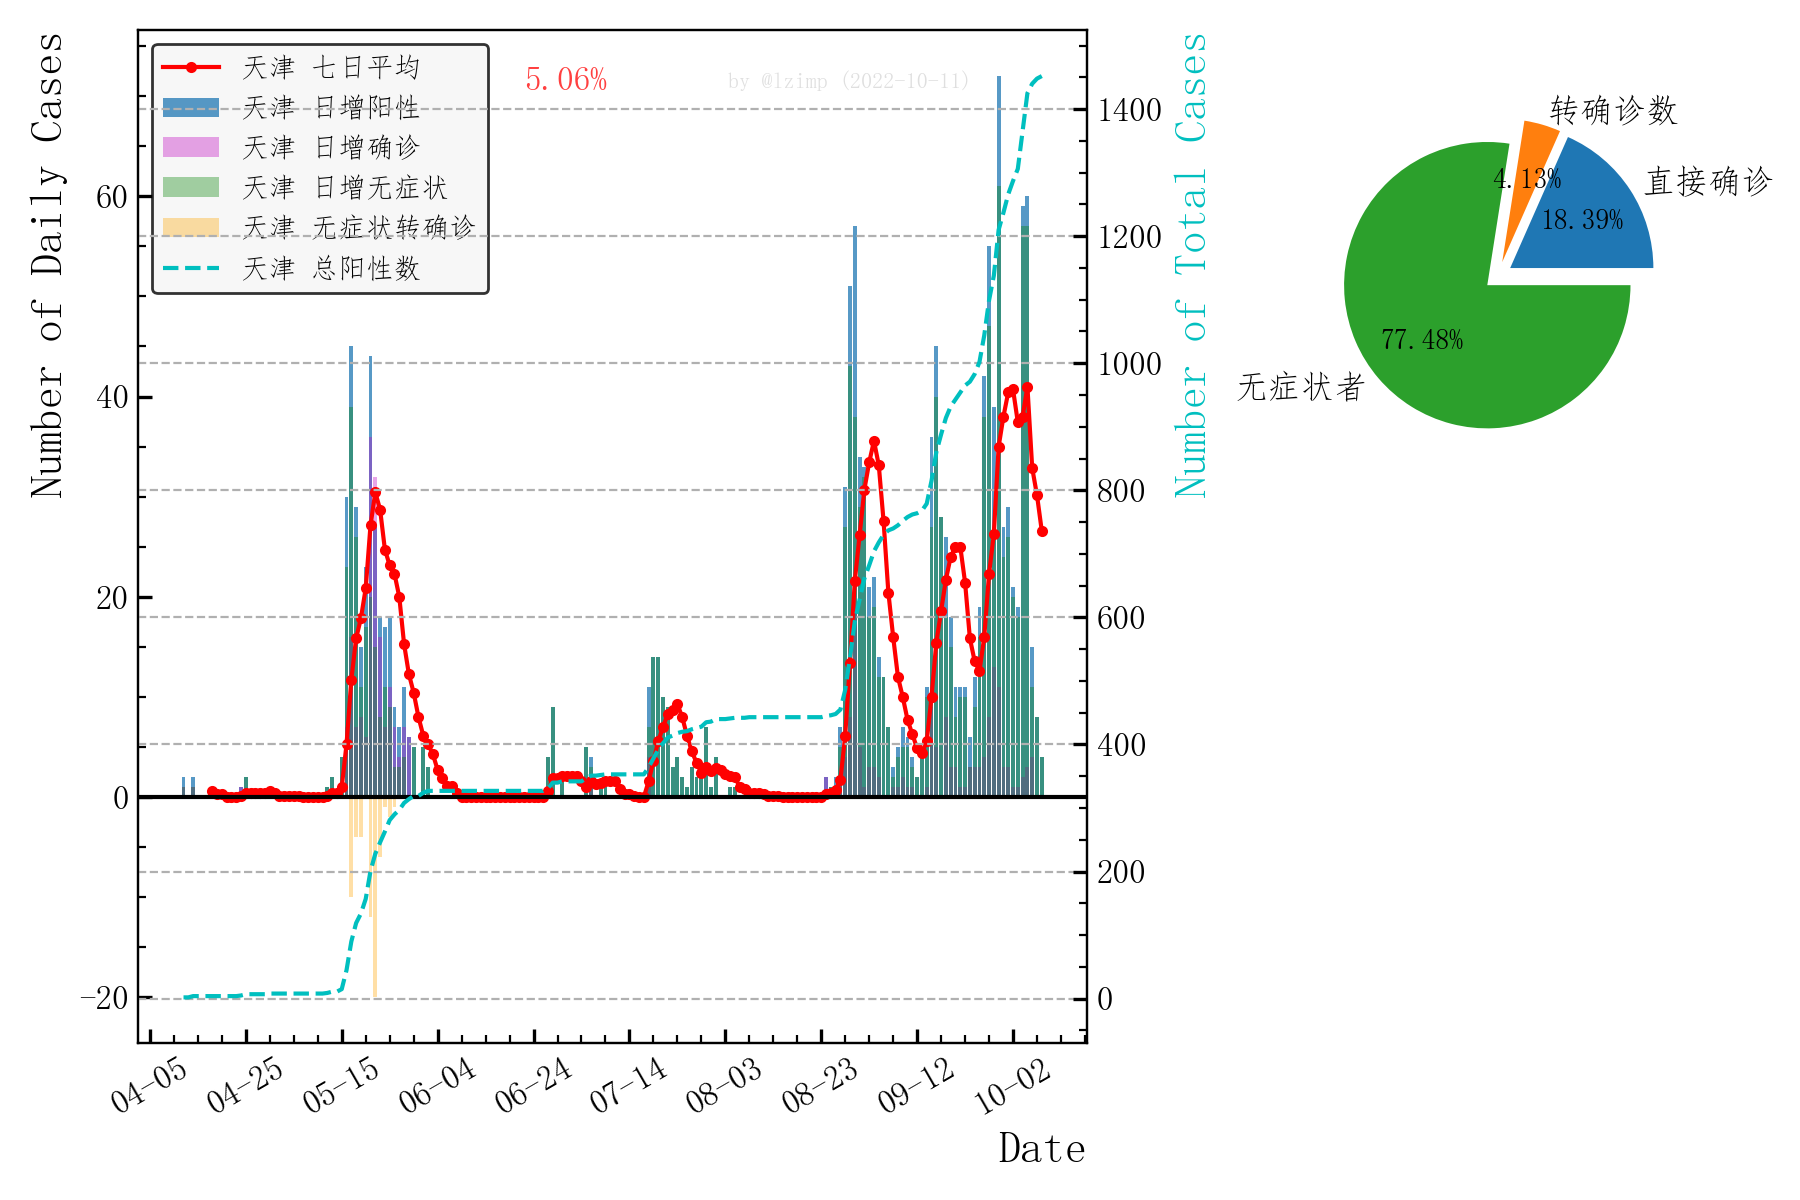 Number of Daily Cases
天津 七日平均
天津 日增阳性
天津 日增确诊
天津 日增无症状
天津 无症状转确诊
天津 总阳性数
5.06%
by @lzimp (2022-10-11)
60
40
20
0
−20
1400
1200
1000
800
600
400
200
0
Number of Total Cases
04-05
04-25
05-15
06-04
06-24
07-14
08-03
08-23
09-12
10-02
Date
转确诊数
4.13%
直接确诊
18.39%
77.48%
无症状者